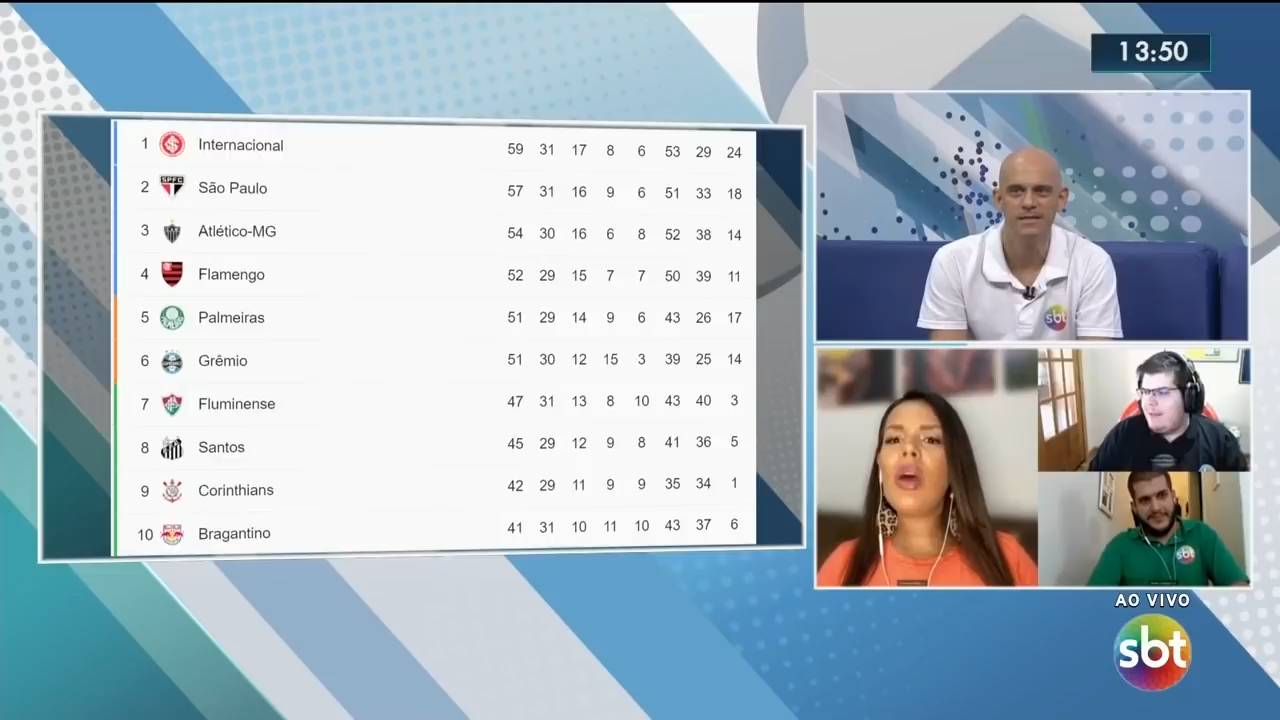 13:50
1 Internacional 59 31 17 8 6 53 29 24
2 São Paulo 57 31 16 9 6 51 33 18
3 Atlético-MG 54 30 16 6 8 52 38 14
4 Flamengo 52 29 15 7 7 50 39 11
5 Palmeiras 51 29 14 9 6 43 26 17
6 Grêmio 51 30 12 15 3 39 25 14
7 Fluminense 47 31 13 8 10 43 40 3
8 Santos 45 29 12 9 8 41 36 5
9 Corinthians 42 29 11 9 9 35 34 1
10 Bragantino 41 31 10 11 10 43 37 6
SPFC
sbt
sbt
AO VIVO
sbt